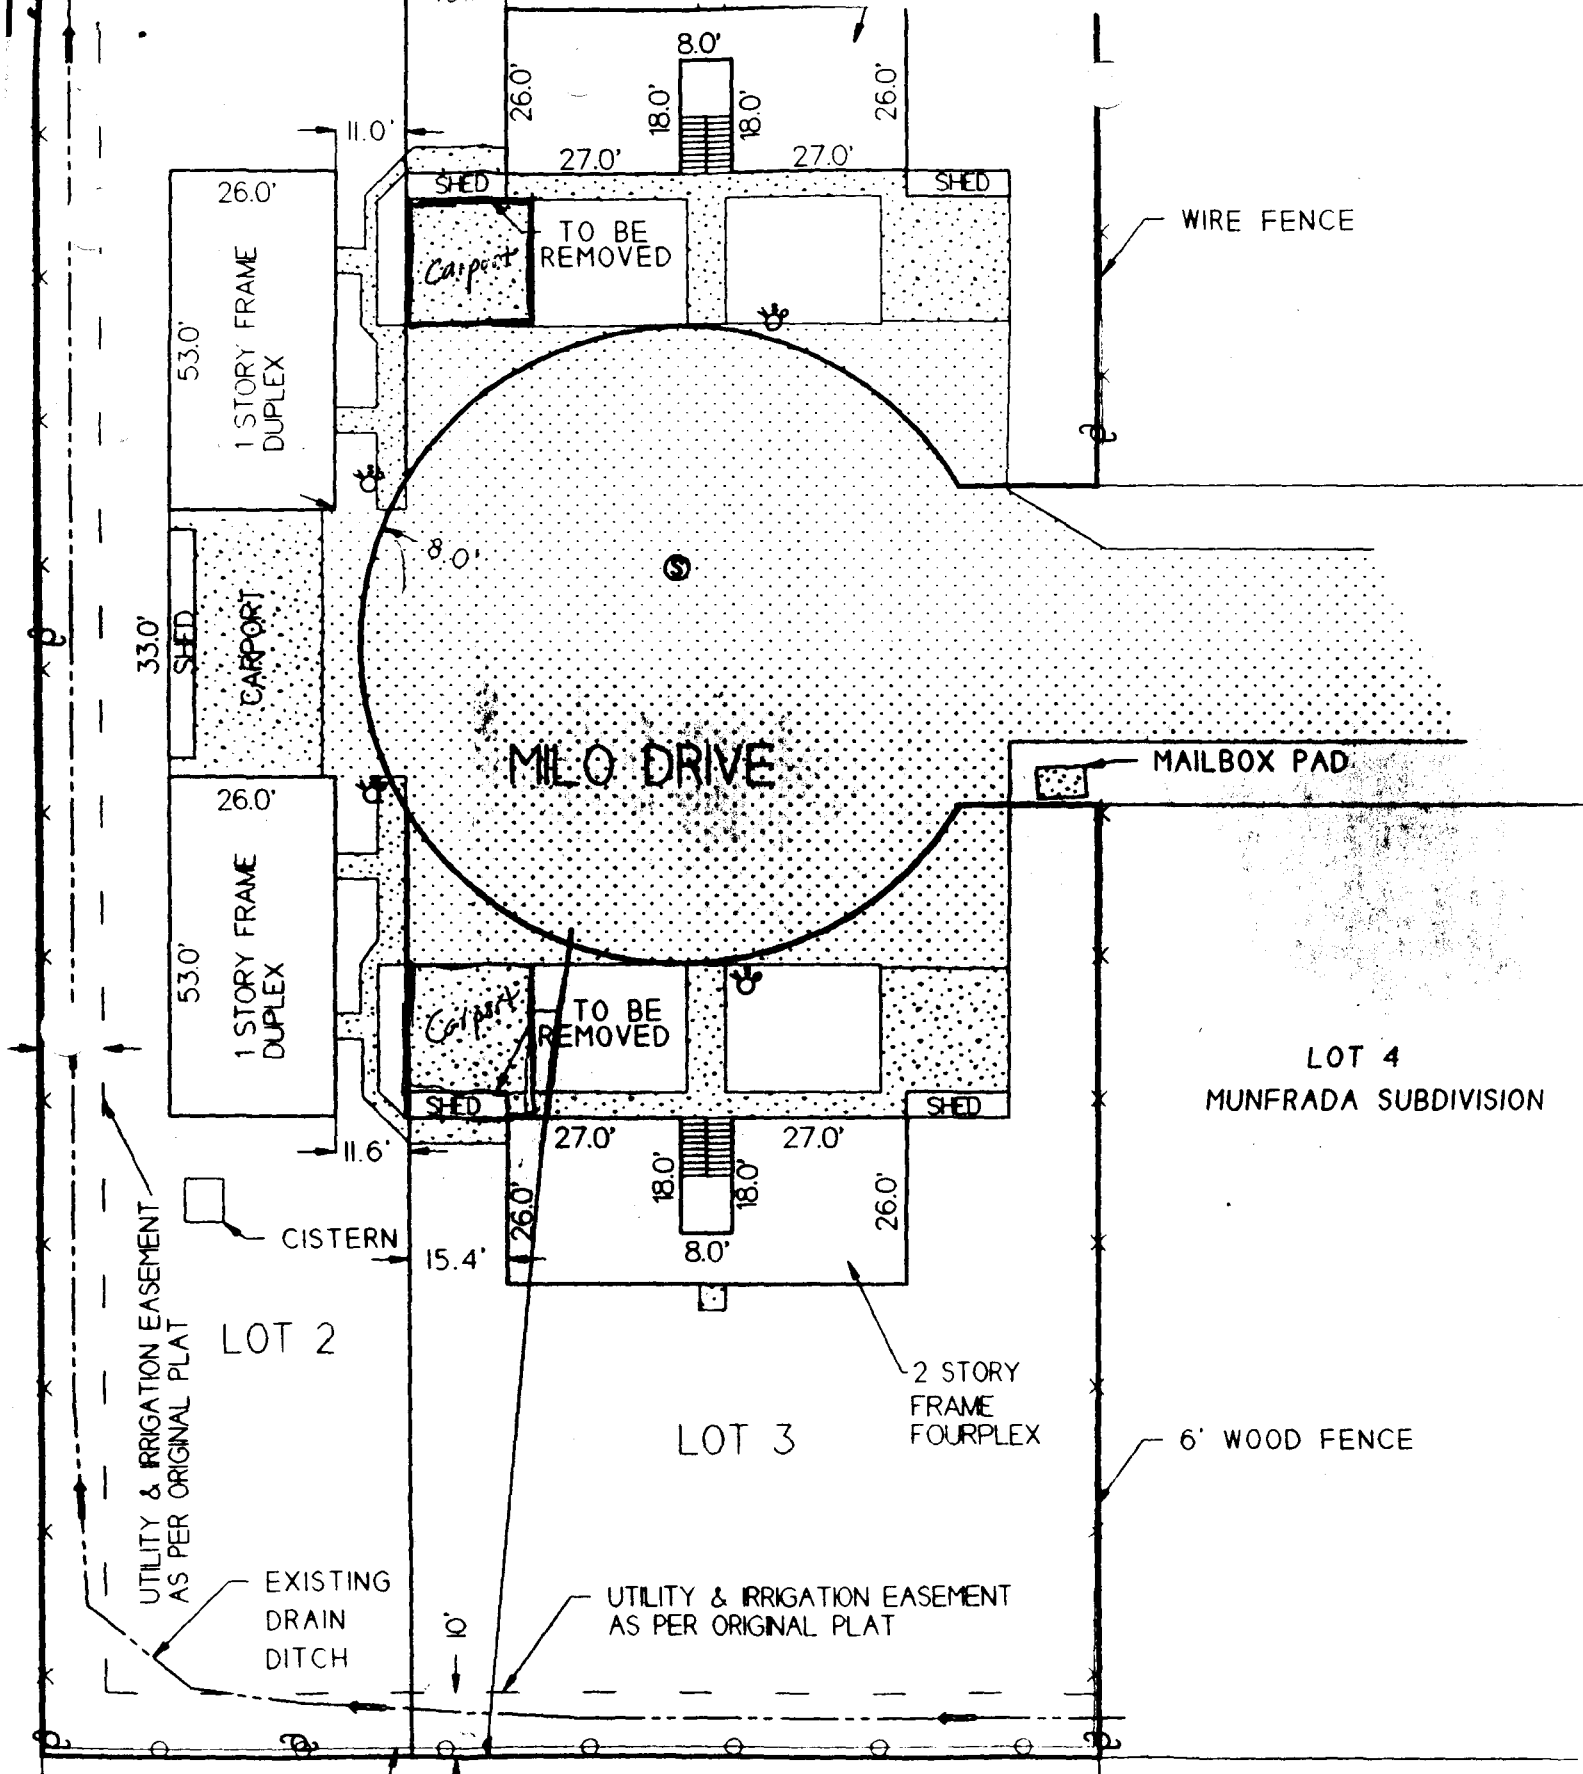 8.0'
26.0'
18.0'
18.0'
26.0'
11.0'
27.0'
27.0'
SHED
SHED
26.0'
TO BE
REMOVED
Carport
WIRE FENCE
53.0'
1 STORY FRAME
DUPLEX
8.0'
S
33.0'
SHED
CARPORT
MILO DRIVE
MAILBOX PAD
26.0'
53.0'
1 STORY FRAME
DUPLEX
Carport
TO BE
REMOVED
LOT 4
MUNFRADA SUBDIVISION
SHED
SHED
27.0'
27.0'
11.6'
26.0'
18.0'
18.0'
26.0'
CISTERN
15.4'
8.0'
UTILITY & IRRIGATION EASEMENT
AS PER ORIGINAL PLAT
LOT 2
2 STORY
FRAME
FOURPLEX
LOT 3
6' WOOD FENCE
EXISTING
DRAIN
DITCH
10'
UTILITY & IRRIGATION EASEMENT
AS PER ORIGINAL PLAT